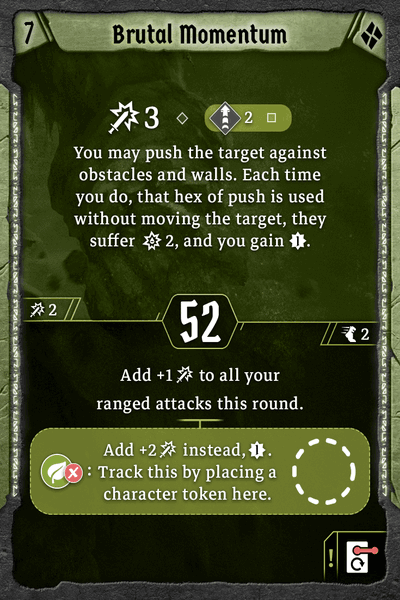 7
Brutal Momentum
3 2
You may push the target against
obstacles and walls. Each time
you do, that hex of push is used
without moving the target, they
suffer 2, and you gain 1.
2
52
2
Add +1 to all your
ranged attacks this round.
Add +2 instead, 1.
: Track this by placing a
character token here.
!